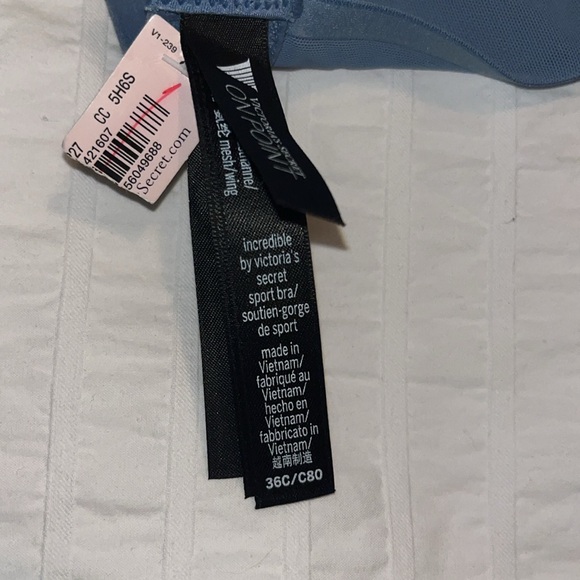 V1-239
CC 5H6S
27
421607
56049688
Secret.com
ON POINT
mesh/wing
incredible
by victoria's
secret
sport bra/
soutien-gorge
de sport
made in
Vietnam/
fabriqué au
Vietnam/
hecho en
Vietnam/
fabbricato in
Vietnam/
越南制造
36C/C80